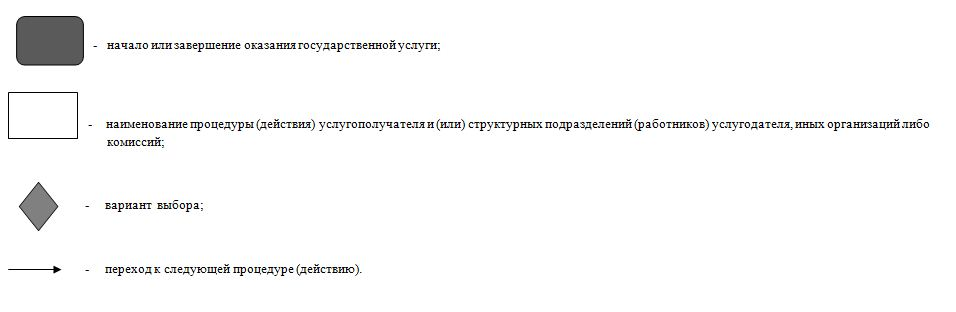 - начало или завершение оказания государственной услуги;
- наименование процедуры (действия) услугополучателя и (или) структурных подразделений (работников) услугодателя, иных организаций либо
комиссий;
- вариант выбора;
- переход к следующей процедуре (действию).